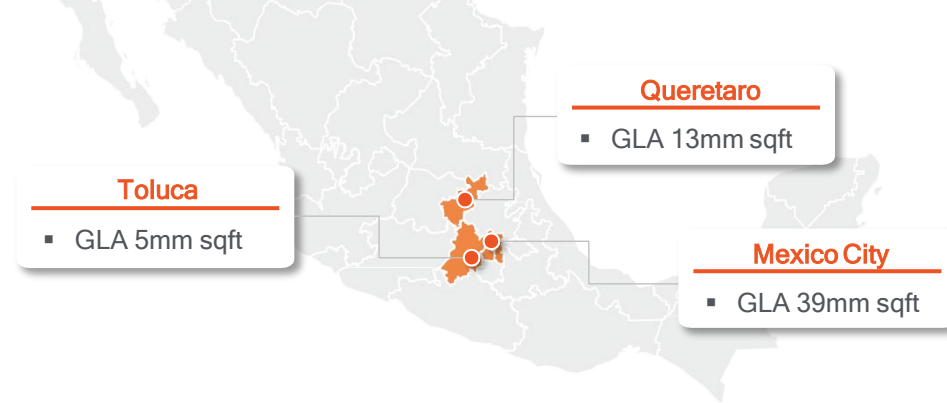 Queretaro
▪ GLA 13mm sqft
Toluca
▪ GLA 5mm sqft
Mexico City
▪ GLA 39mm sqft